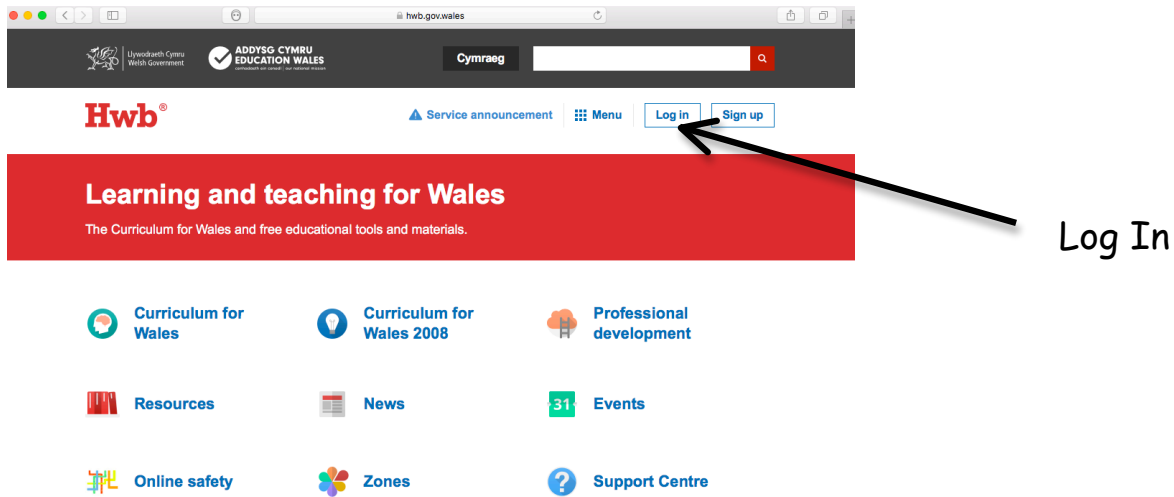 hwb.gov.wales
Llywodraeth Cymru
Welsh Government
ADDYSG CYMRU
EDUCATION WALES
Cymraeg
Hwb®
Service announcement
Menu
Log in
Sign up
Learning and teaching for Wales
The Curriculum for Wales and free educational tools and materials.
Log In
Curriculum for
Wales
Curriculum for
Wales 2008
Professional
development
Resources
News
31
Events
Online safety
Zones
?
Support Centre